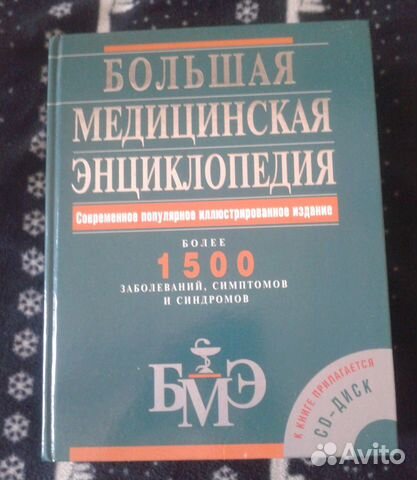 БОЛЬШАЯ
МЕДИЦИНСКАЯ
ЭНЦИКЛОПЕДИЯ
Современное популярное иллюстрированное издание
БОЛЕЕ
1500
ЗАБОЛЕВАНИЙ, СИМПТОМОВ
И СИНДРОМОВ
БМЭ
К КНИГЕ ПРИЛАГАЕТСЯ
CD-ДИСК
Avito